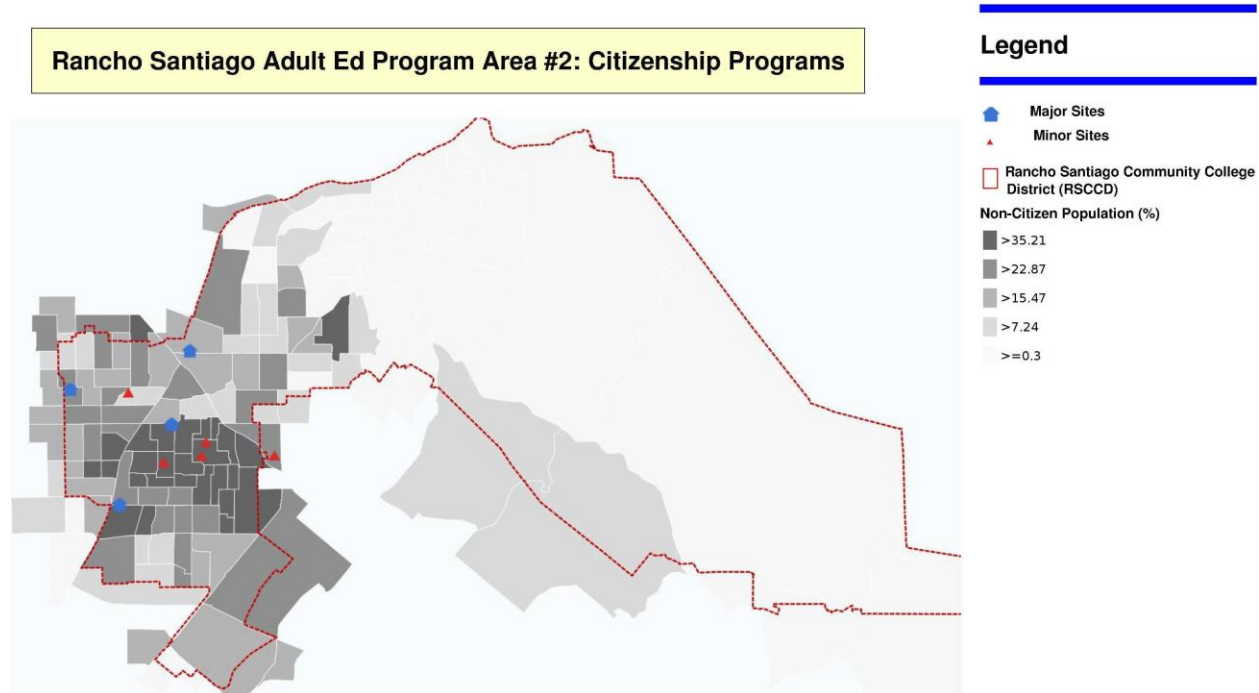 Rancho Santiago Adult Ed Program Area #2: Citizenship Programs
Legend
Major Sites
Minor Sites
Rancho Santiago Community College
District (RSCCD)
Non-Citizen Population (%)
>35.21
>22.87
>15.47
>7.24
>=0.3